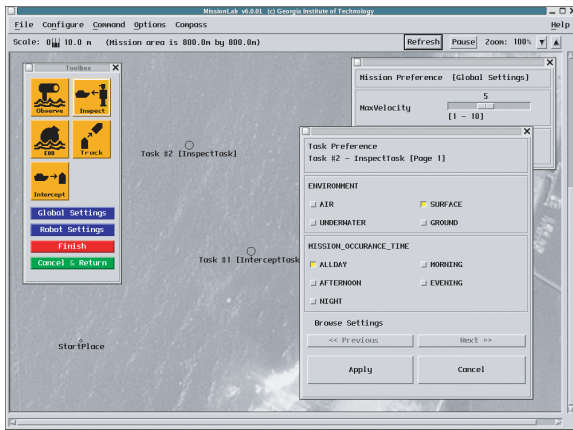 MissionLab v6.0.01 (c) Georgia Institute of Technology
File Configure Command Options Compass Help
Scale: 0 10.0 m (Mission area is 800.0m by 800.0m) Refresh Pause Zoom: 100%
Toolbox
Observe Inspect
EOD Track
Intercept
Global Settings
Robot Settings
Finish
Cancel & Return
Task #2 [InspectTask]
Task #1 [InterceptTask
StartPlace
Mission Preference [Global Settings]
5
MaxVelocity
[1 - 10]
Task Preference
Task #2 - InspectTask [Page 1]
ENVIRONMENT
AIR SURFACE
UNDERWATER GROUND
MISSION_OCCURANCE_TIME
ALLDAY MORNING
AFTERNOON EVENING
NIGHT
Browse Settings
<< Previous Next >>
Apply Cancel